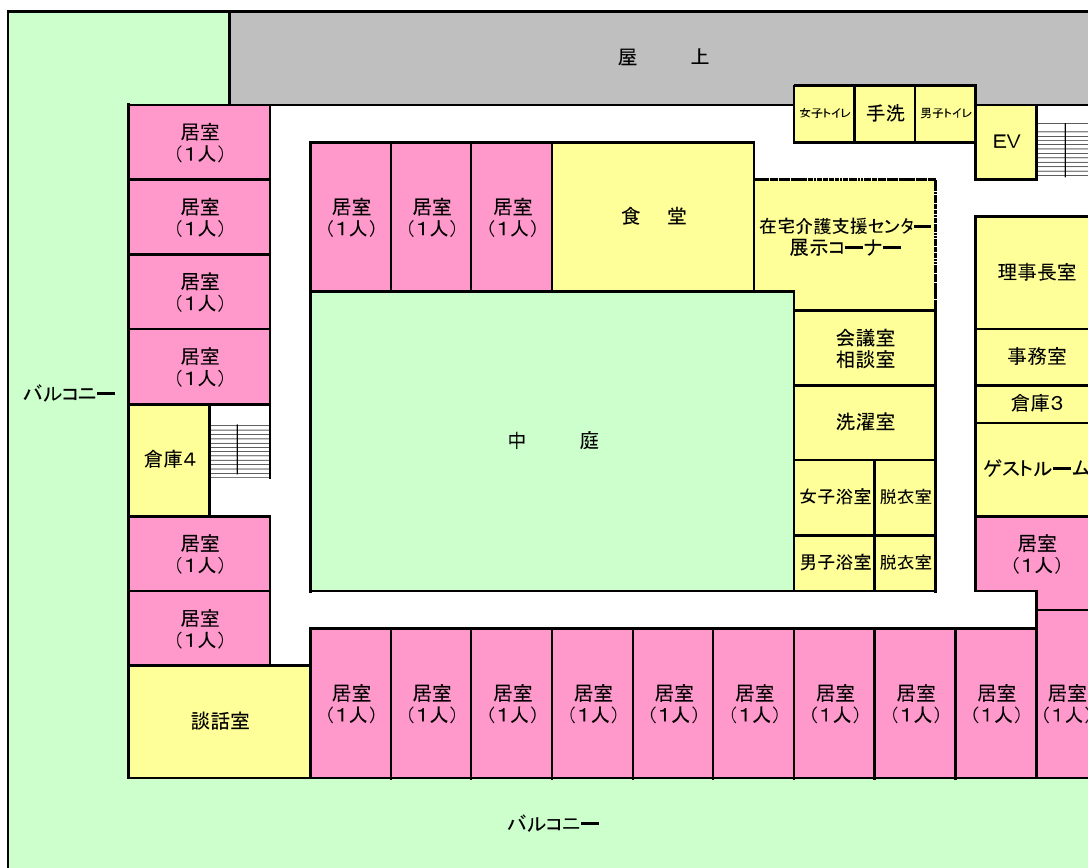 屋　上
女子トイレ
手洗
男子トイレ
EV
居室
(1人)
居室
(1人)
居室
(1人)
居室
(1人)
居室
(1人)
居室
(1人)
居室
(1人)
食　堂
在宅介護支援センター
展示コーナー
理事長室
会議室
相談室
事務室
バルコニー
倉庫3
洗濯室
中　庭
倉庫4
ゲストルーム
女子浴室
脱衣室
居室
(1人)
居室
(1人)
男子浴室
脱衣室
居室
(1人)
談話室
居室
(1人)
居室
(1人)
居室
(1人)
居室
(1人)
居室
(1人)
居室
(1人)
居室
(1人)
居室
(1人)
居室
(1人)
居室
(1人)
バルコニー